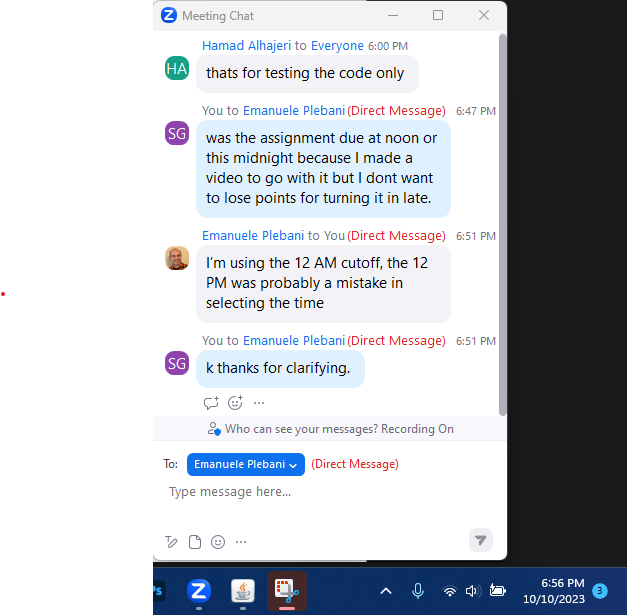 Meeting Chat
Hamad Alhajeri to Everyone 6:00 PM
HA
thats for testing the code only
You to Emanuele Plebani (Direct Message) 6:47 PM
SG
was the assignment due at noon or
this midnight because I made a
video to go with it but I dont want
to lose points for turning it in late.
Emanuele Plebani to You (Direct Message) 6:51 PM
I’m using the 12 AM cutoff, the 12
PM was probably a mistake in
selecting the time
You to Emanuele Plebani (Direct Message) 6:51 PM
SG
k thanks for clarifying.
Who can see your messages? Recording On
To: Emanuele Plebani (Direct Message)
Type message here...
Ps
6:56 PM
10/10/2023
3